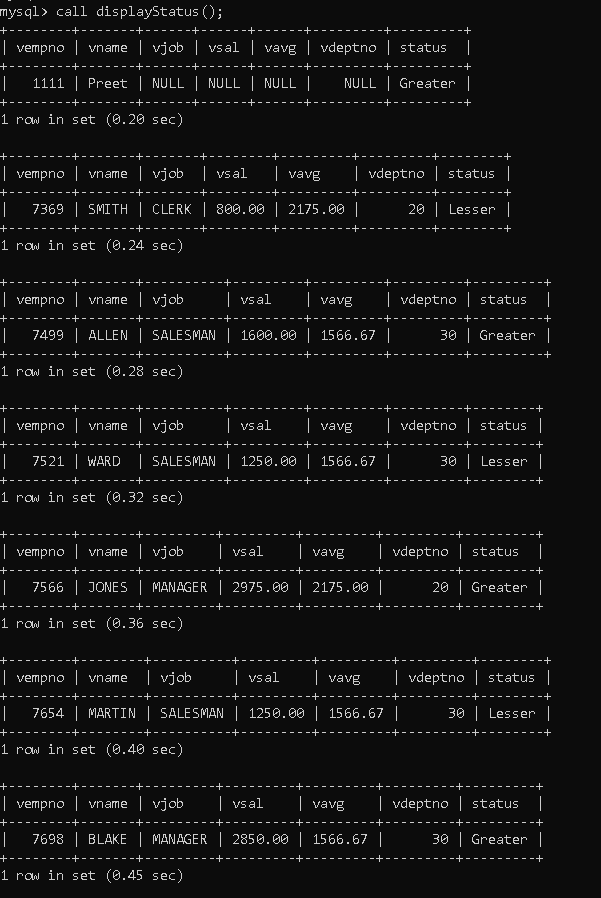 mysql> call displayStatus();
+--------+-------+------+------+------+---------+---------+
| vempno | vname | vjob | vsal | vavg | vdeptno | status  |
+--------+-------+------+------+------+---------+---------+
|   1111 | Preet | NULL | NULL | NULL |    NULL | Greater |
+--------+-------+------+------+------+---------+---------+
1 row in set (0.20 sec)

+--------+-------+-------+--------+---------+---------+--------+
| vempno | vname | vjob  | vsal   | vavg    | vdeptno | status |
+--------+-------+-------+--------+---------+---------+--------+
|   7369 | SMITH | CLERK | 800.00 | 2175.00 |      20 | Lesser |
+--------+-------+-------+--------+---------+---------+--------+
1 row in set (0.24 sec)

+--------+-------+----------+---------+---------+---------+---------+
| vempno | vname | vjob     | vsal    | vavg    | vdeptno | status  |
+--------+-------+----------+---------+---------+---------+---------+
|   7499 | ALLEN | SALESMAN | 1600.00 | 1566.67 |      30 | Greater |
+--------+-------+----------+---------+---------+---------+---------+
1 row in set (0.28 sec)

+--------+-------+----------+---------+---------+---------+--------+
| vempno | vname | vjob     | vsal    | vavg    | vdeptno | status |
+--------+-------+----------+---------+---------+---------+--------+
|   7521 | WARD  | SALESMAN | 1250.00 | 1566.67 |      30 | Lesser |
+--------+-------+----------+---------+---------+---------+--------+
1 row in set (0.32 sec)

+--------+-------+---------+---------+---------+---------+---------+
| vempno | vname | vjob    | vsal    | vavg    | vdeptno | status  |
+--------+-------+---------+---------+---------+---------+---------+
|   7566 | JONES | MANAGER | 2975.00 | 2175.00 |      20 | Greater |
+--------+-------+---------+---------+---------+---------+---------+
1 row in set (0.36 sec)

+--------+--------+----------+---------+---------+---------+--------+
| vempno | vname  | vjob     | vsal    | vavg    | vdeptno | status |
+--------+--------+----------+---------+---------+---------+--------+
|   7654 | MARTIN | SALESMAN | 1250.00 | 1566.67 |      30 | Lesser |
+--------+--------+----------+---------+---------+---------+--------+
1 row in set (0.40 sec)

+--------+-------+---------+---------+---------+---------+---------+
| vempno | vname | vjob    | vsal    | vavg    | vdeptno | status  |
+--------+-------+---------+---------+---------+---------+---------+
|   7698 | BLAKE | MANAGER | 2850.00 | 1566.67 |      30 | Greater |
+--------+-------+---------+---------+---------+---------+---------+
1 row in set (0.45 sec)